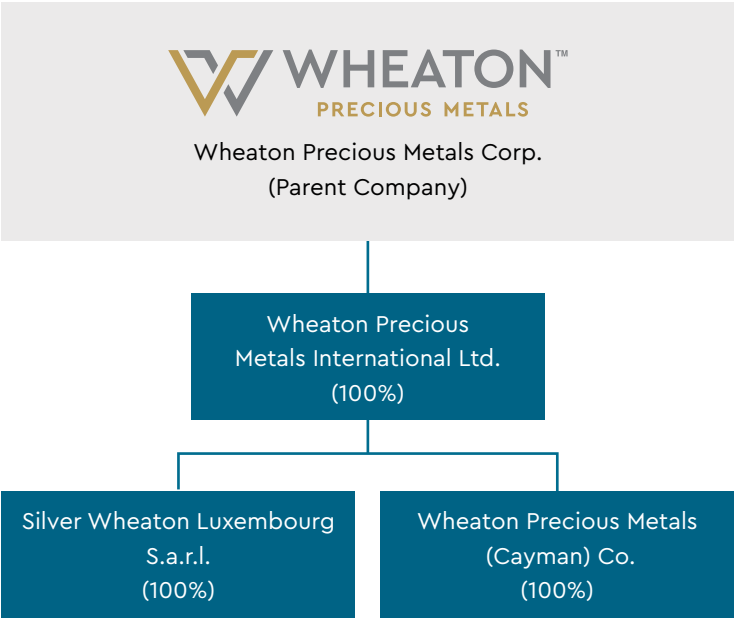 WHEATON™
PRECIOUS METALS
Wheaton Precious Metals Corp.
(Parent Company)
Wheaton Precious
Metals International Ltd.
(100%)
Silver Wheaton Luxembourg
S.a.r.l.
(100%)
Wheaton Precious Metals
(Cayman) Co.
(100%)